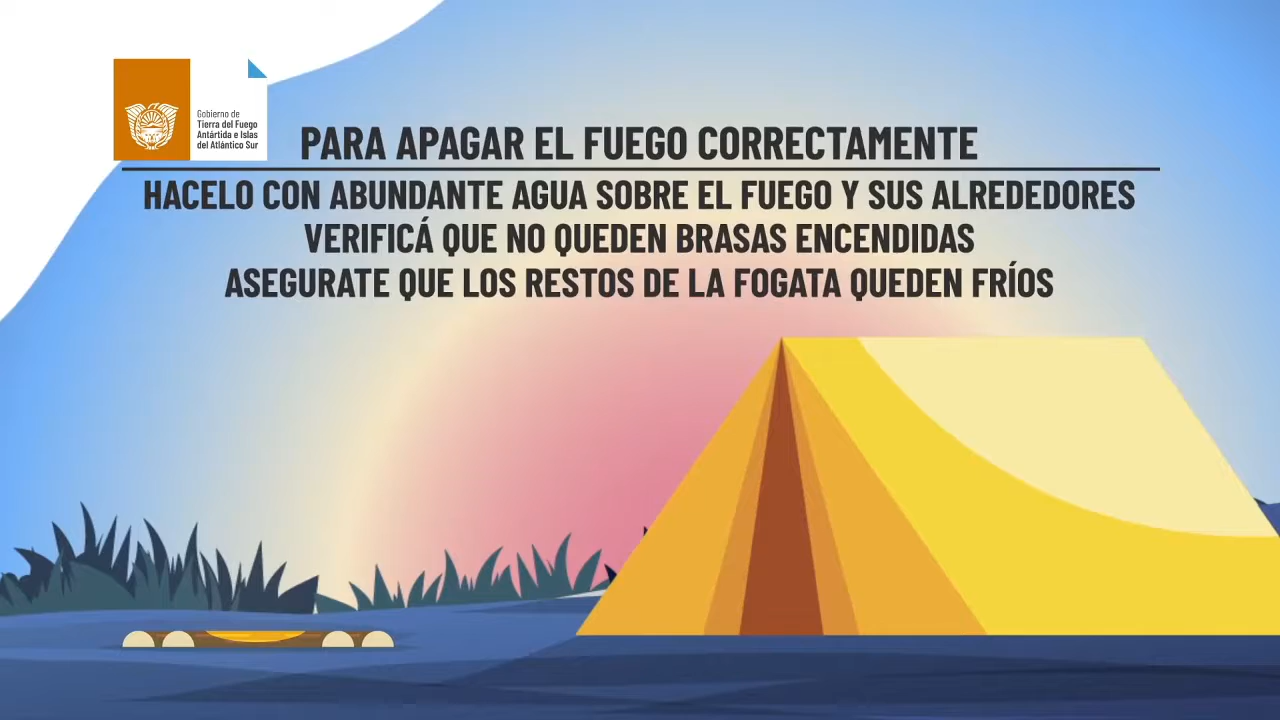 Gobierno de
Tierra del Fuego
Antártida e Islas
del Atlántico Sur
PARA APAGAR EL FUEGO CORRECTAMENTE
HACELO CON ABUNDANTE AGUA SOBRE EL FUEGO Y SUS ALREDEDORES
VERIFICÁ QUE NO QUEDEN BRASAS ENCENDIDAS
ASEGURATE QUE LOS RESTOS DE LA FOGATA QUEDEN FRÍOS